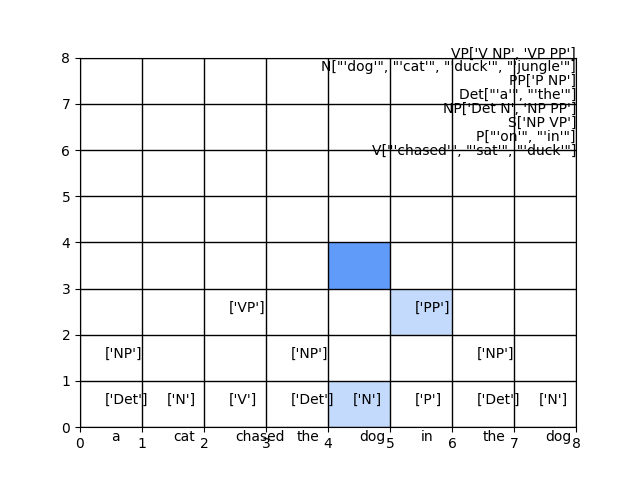 VP['V NP', 'VP PP']
8
N["'dog'", "'cat'", "'duck'", "'jungle'"]
PP['P NP']
Det["'a'", "'the'"]
7
NP['Det N', 'NP PP']
S['NP VP']
P["'on'", "'in'"]
6
V["'chased'", "'sat'", "'duck'"]
5
4
3
['VP'] ['PP']
2
['NP'] ['NP'] ['NP']
1
['Det'] ['N'] ['V'] ['Det'] ['N'] ['P'] ['Det'] ['N']
0
a cat chased the dog in the dog
0 1 2 3 4 5 6 7 8